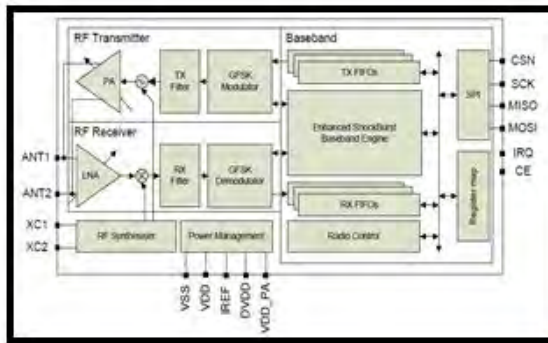 RF Transmitter
Baseband
PA
TX
Filter
GFSK
Modulator
TX FIFOs
SPI
CSN
SCK
MISO
MOSI
IRQ
CE
Enhanced ShockBurst
Baseband Engine
RF Receiver
ANT1
ANT2
LNA
RX
Filter
GFSK
Demodulator
RX FIFOs
Register map
XC1
XC2
RF Synthesiser
Power Management
Radio Control
VSS
VDD
IREF
DVDD
VDD_PA